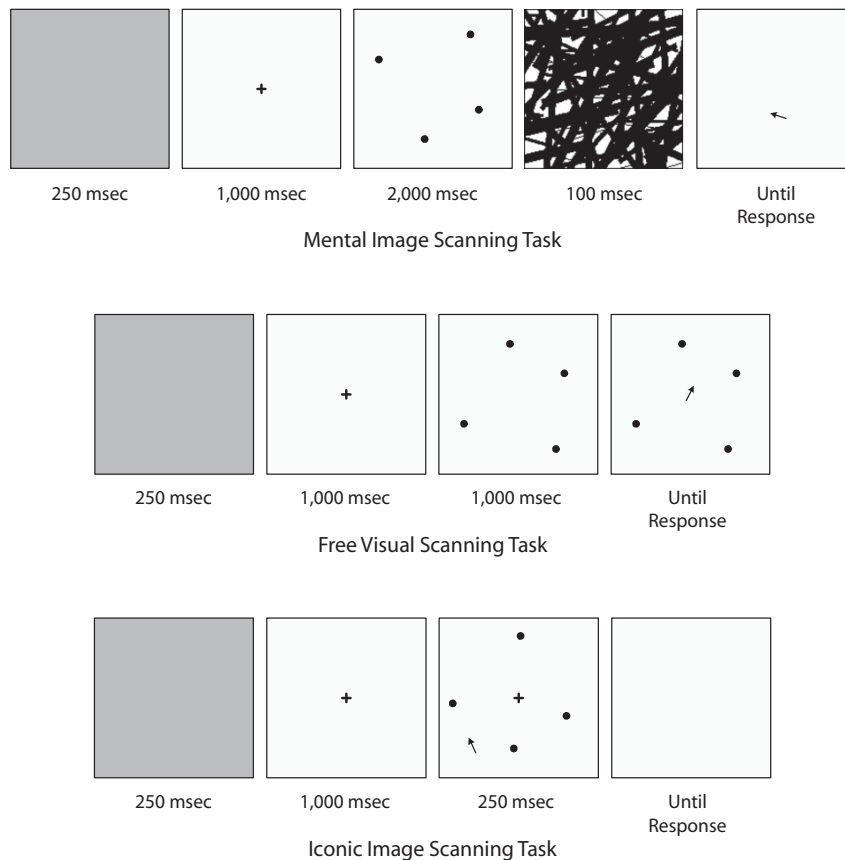 250 msec 1,000 msec 2,000 msec 100 msec Until
Response
Mental Image Scanning Task
250 msec 1,000 msec 1,000 msec Until
Response
Free Visual Scanning Task
250 msec 1,000 msec 250 msec Until
Response
Iconic Image Scanning Task